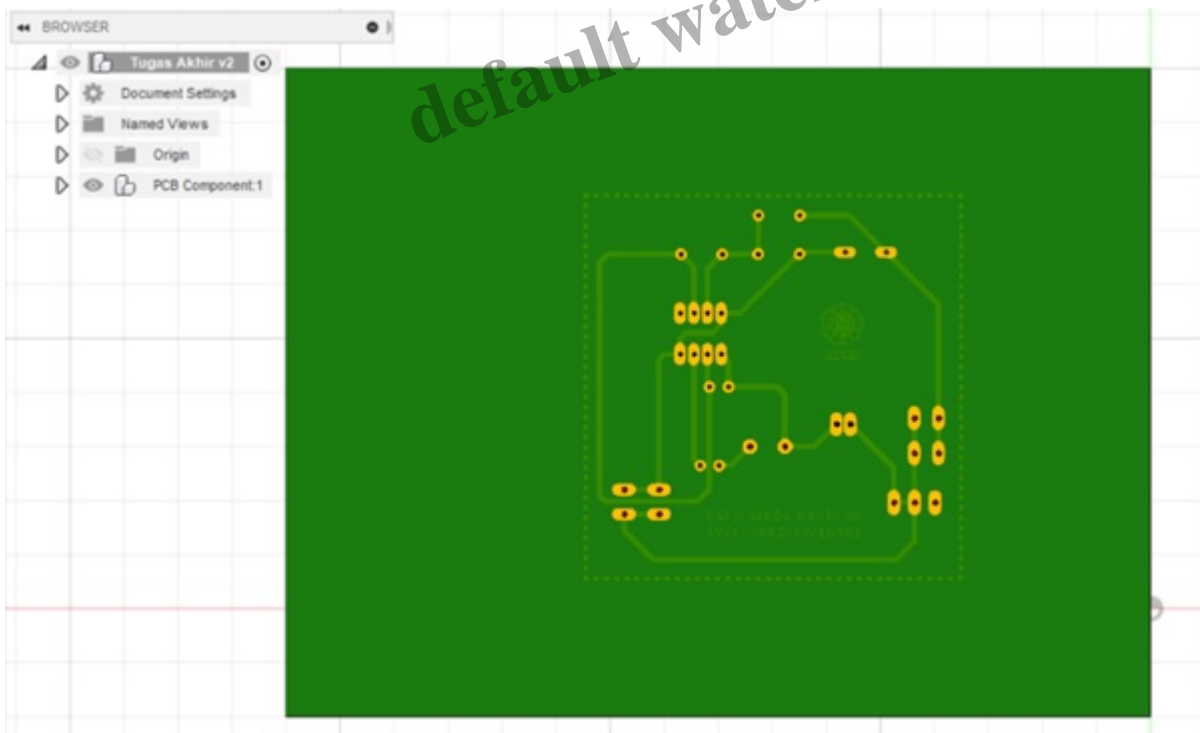 default wate
BROWSER
Tugas Akhir v2
Document Settings
Named Views
Origin
PCB Component:1